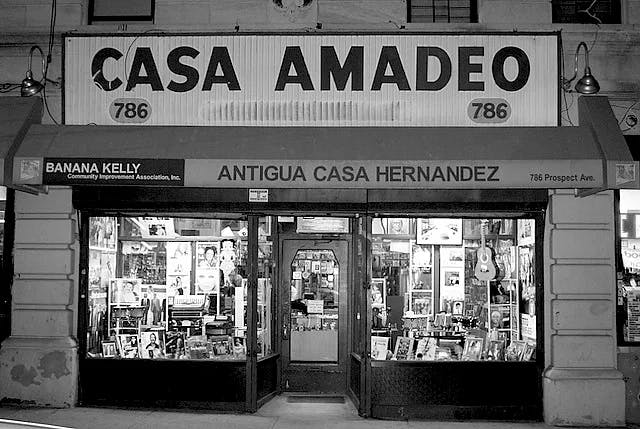 CASA AMADEO
786 786
BANANA KELLY
Community Improvement Association, Inc.
ANTIGUA CASA HERNANDEZ
786 Prospect Ave.